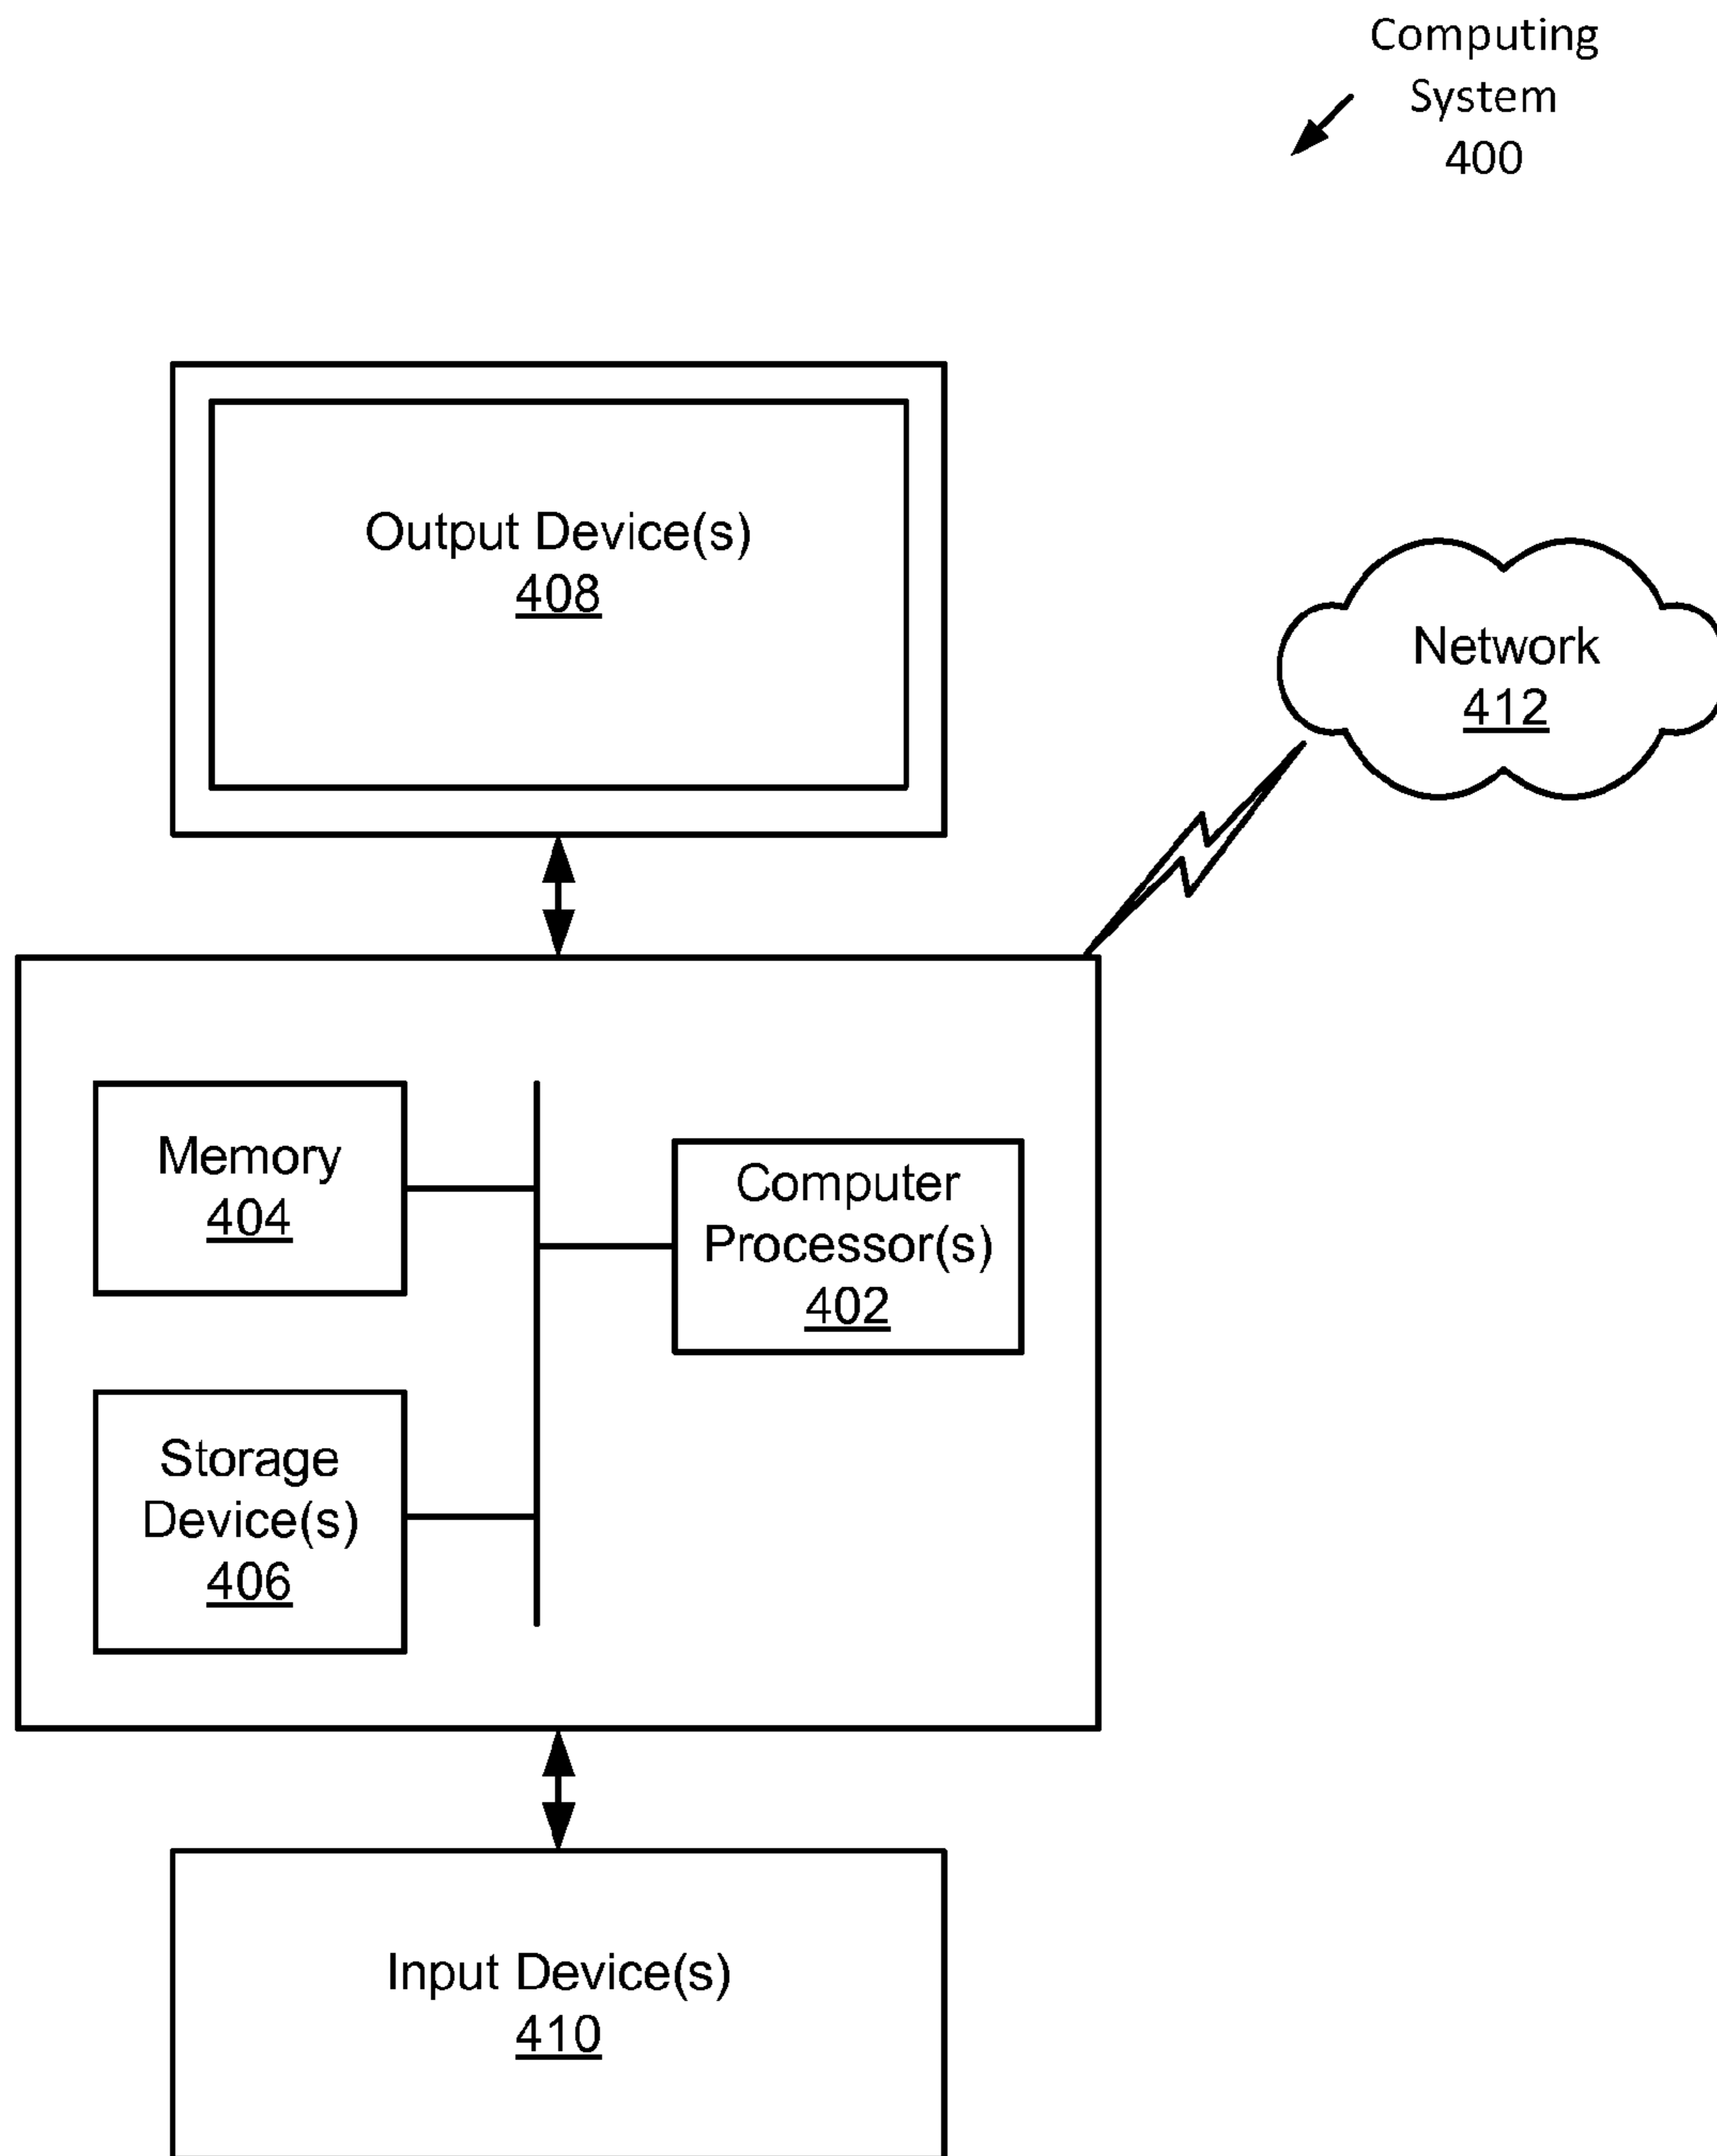 Computing
System
400
Output Device(s)
408
Network
412
Memory
404
Computer
Processor(s)
402
Storage
Device(s)
406
Input Device(s)
410